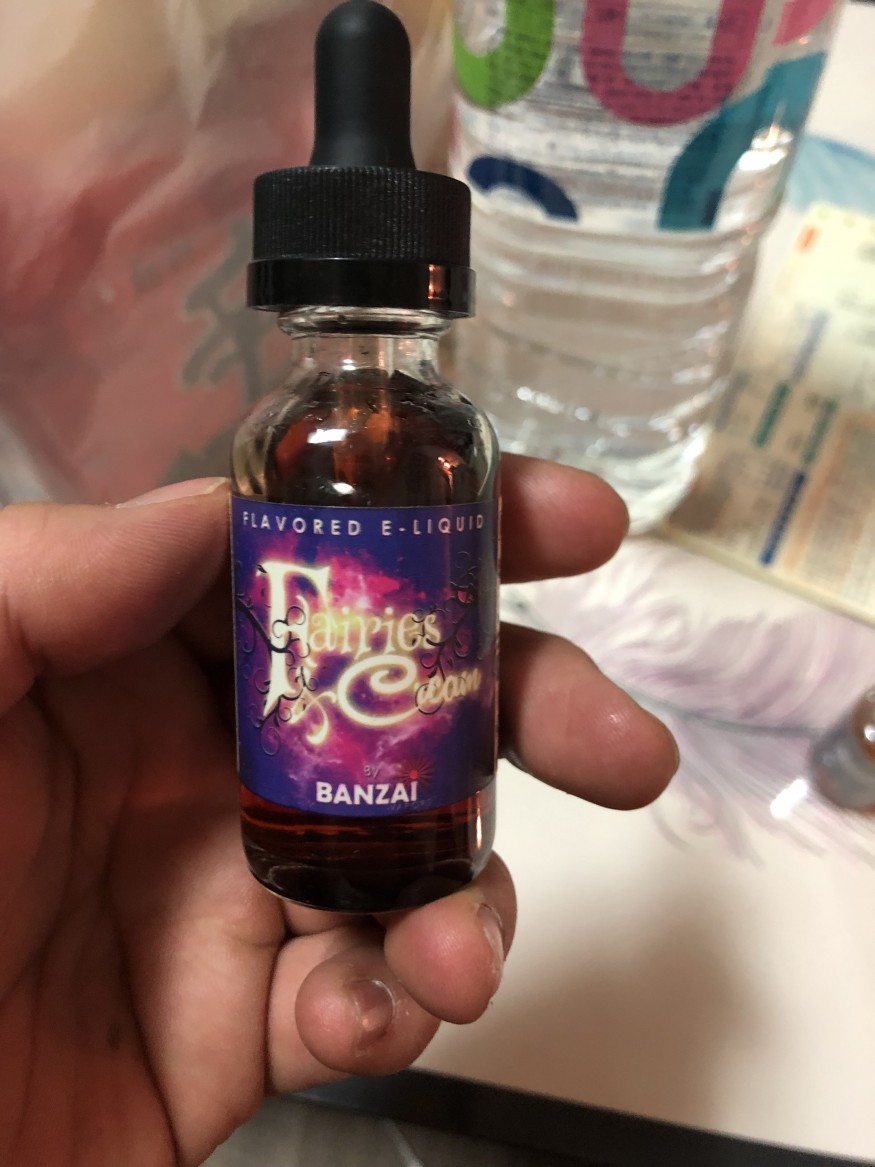 FLAVORED E-LIQUID
Fairies
Cream
BY
BANZAI